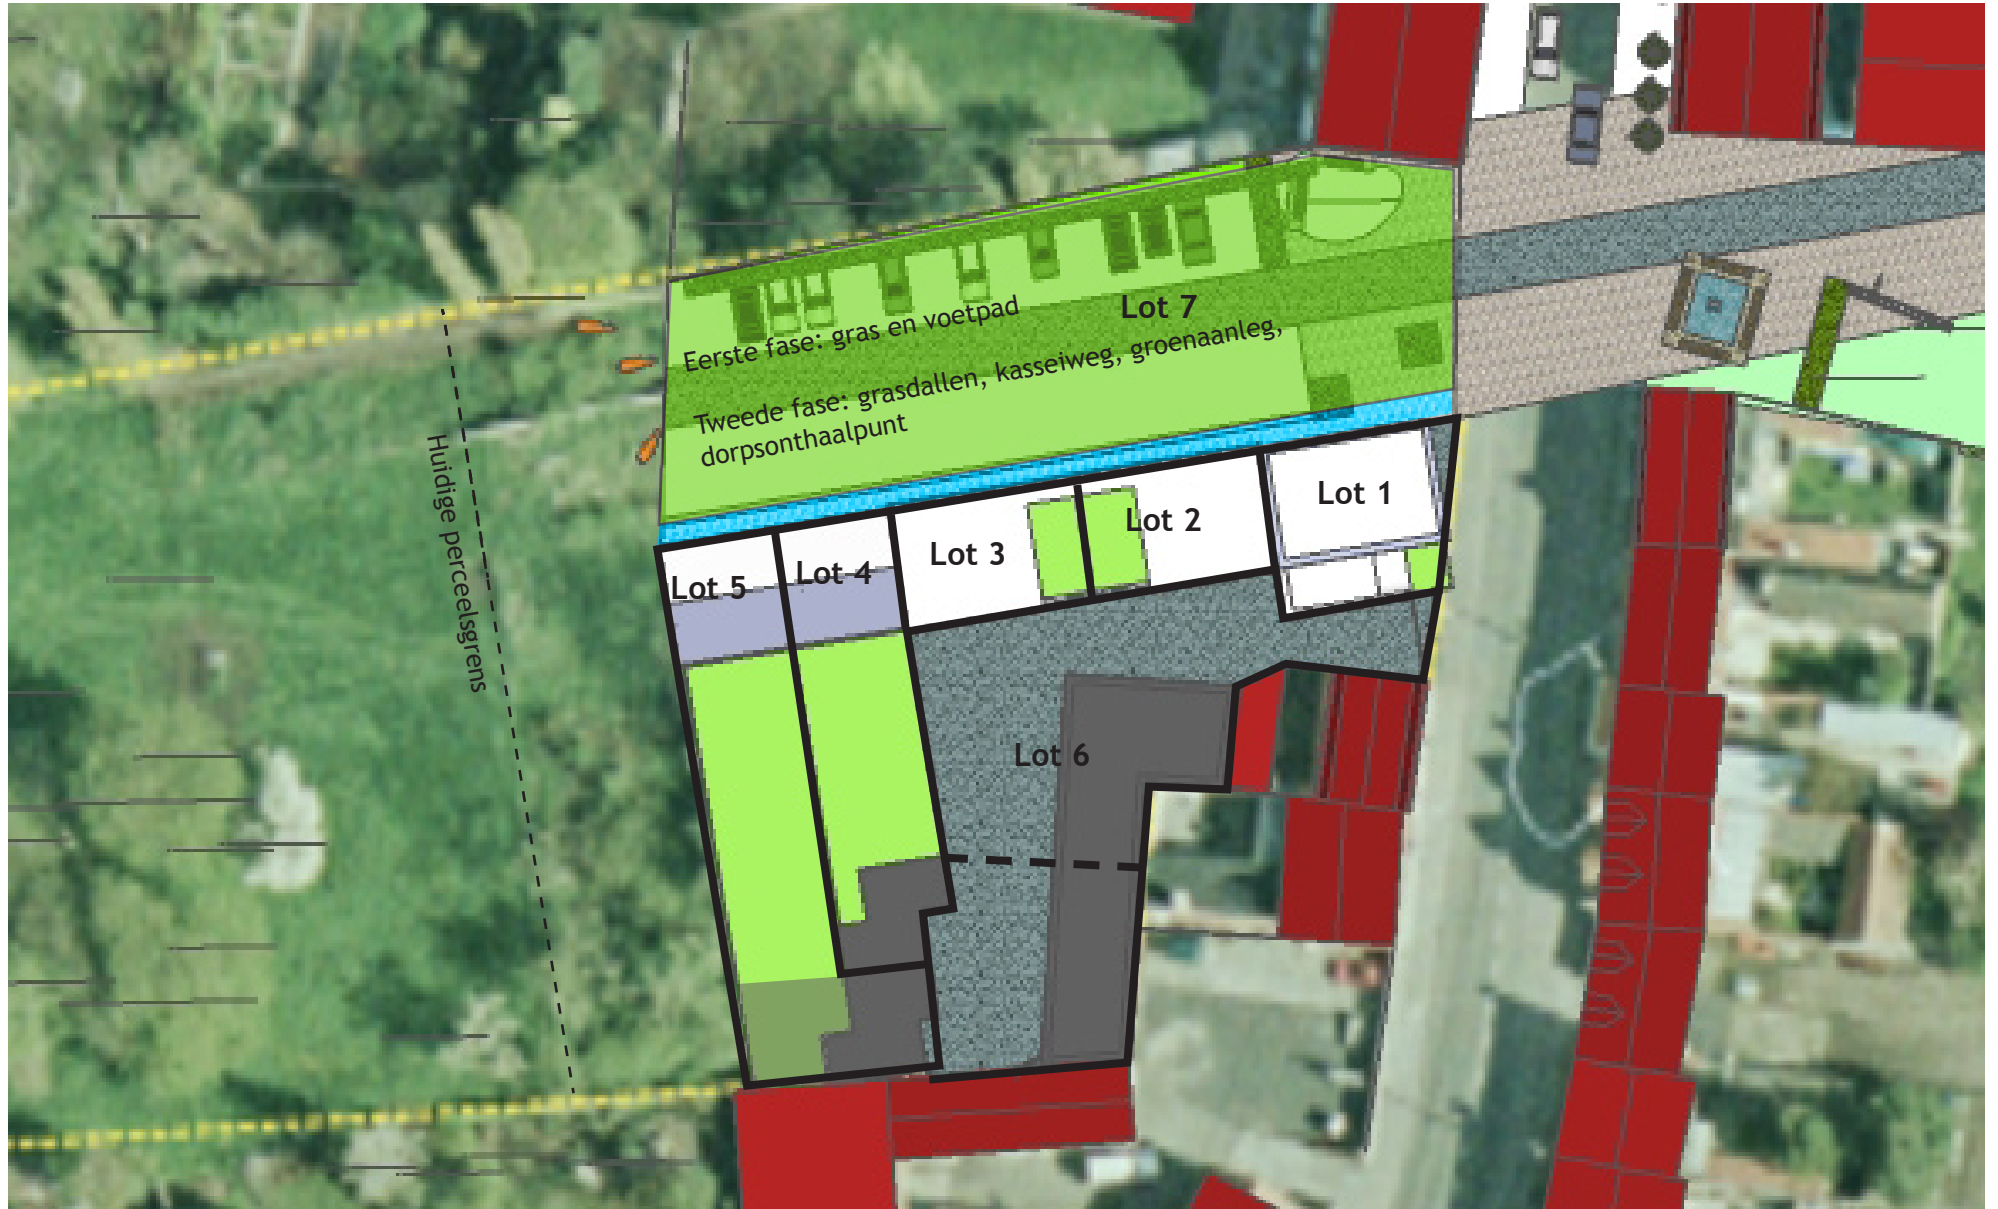 Lot 7
Eerste fase: gras en voetpad
Tweede fase: grasdallen, kasseiweg, groenaanleg,
dorpsonthaalpunt
Huidige perceelsgrens
Lot 1
Lot 2
Lot 3
Lot 4
Lot 5
Lot 6